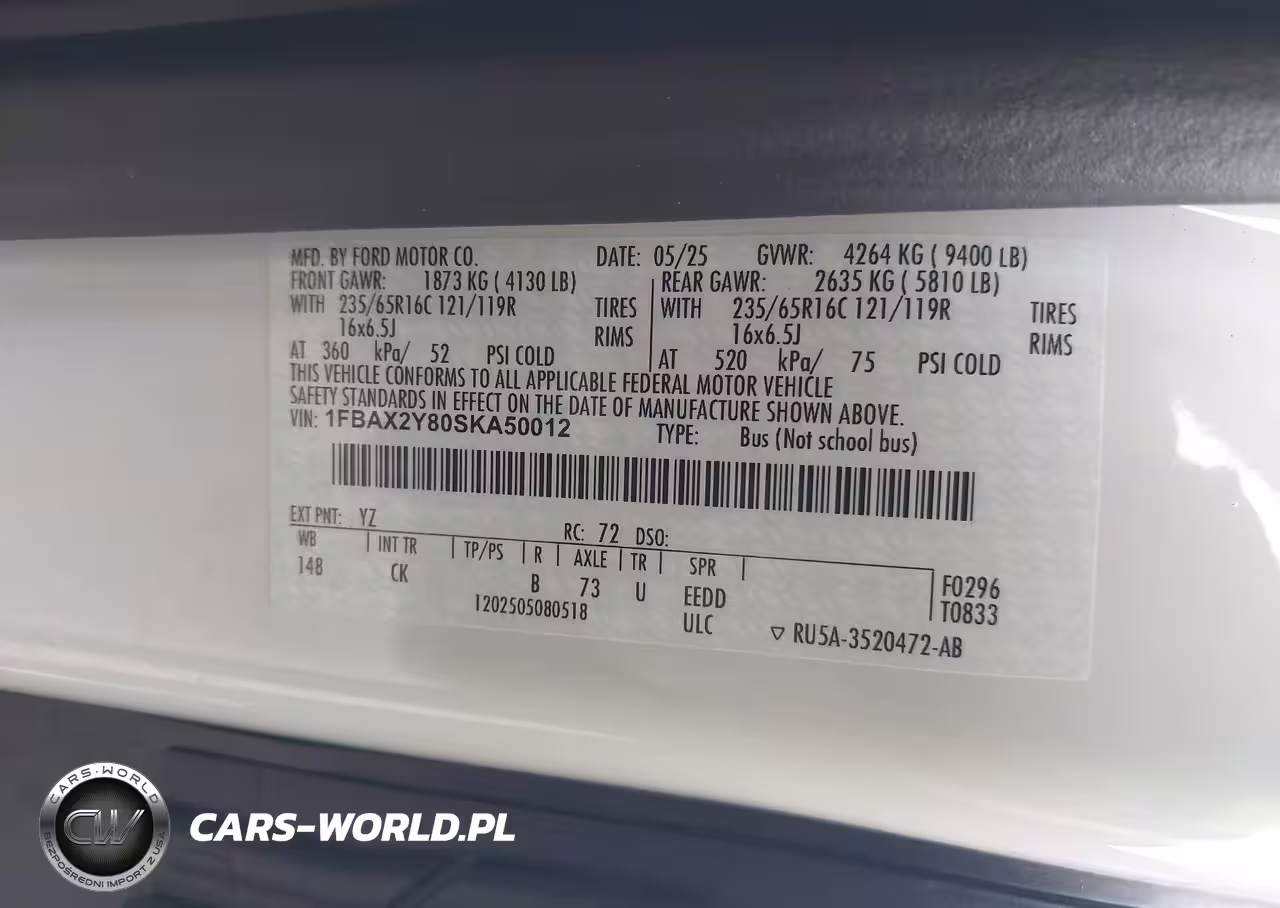 MFD. BY FORD MOTOR CO. DATE: 05/25 GVWR: 4264 KG ( 9400 LB)
FRONT GAWR: 1873 KG ( 4130 LB) REAR GAWR: 2635 KG ( 5810 LB)
WITH 235/65R16C 121/119R TIRES WITH 235/65R16C 121/119R TIRES
16x6.5J RIMS 16x6.5J RIMS
AT 360 kPa/ 52 PSI COLD AT 520 kPa/ 75 PSI COLD
THIS VEHICLE CONFORMS TO ALL APPLICABLE FEDERAL MOTOR VEHICLE
SAFETY STANDARDS IN EFFECT ON THE DATE OF MANUFACTURE SHOWN ABOVE.
VIN: 1FBAX2Y80SKA50012 TYPE: Bus (Not school bus)
EXT PNT: YZ RC: 72 DSO:
WB INT TR TP/PS R AXLE TR SPR
148 CK B 73 U EEDD F0296
1202505080518 ULC T0833
▽ RU5A-3520472-AB
CARS-WORLD
CW
BEZPOŚREDNI IMPORT Z USA
CARS-WORLD.PL